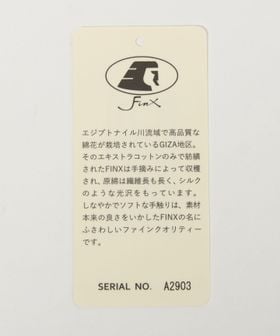 FinX
エジプトナイル川流域で高品質な
綿花が栽培されているGIZA地区。
そのエキストラコットンのみで紡績
されたFINXは手摘みによって収穫
され、原綿は繊維長も長く、シルク
のような光沢をもっています。
しなやかでソフトな手触りは、素材
本来の良さをいかしたFINXの名に
ふさわしいファインクオリティー
です。
SERIAL NO. A2903